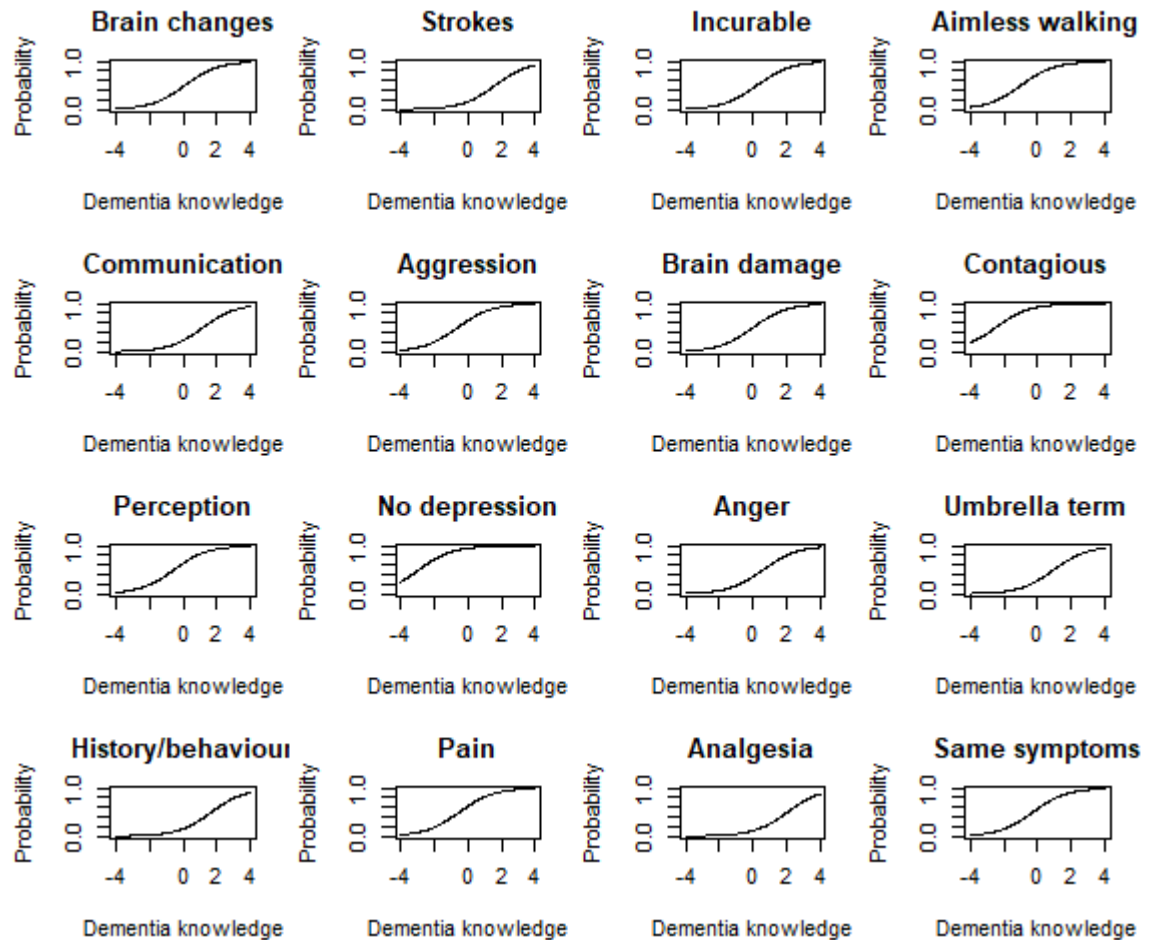 Brain changes Strokes Incurable Aimless walking
Probability Probability Probability Probability
1.0 1.0 1.0 1.0
0.0 0.0 0.0 0.0
-4 0 2 4 -4 0 2 4 -4 0 2 4 -4 0 2 4
Dementia knowledge Dementia knowledge Dementia knowledge Dementia knowledge
Communication Aggression Brain damage Contagious
Probability Probability Probability Probability
1.0 1.0 1.0 1.0
0.0 0.0 0.0 0.0
-4 0 2 4 -4 0 2 4 -4 0 2 4 -4 0 2 4
Dementia knowledge Dementia knowledge Dementia knowledge Dementia knowledge
Perception No depression Anger Umbrella term
Probability Probability Probability Probability
1.0 1.0 1.0 1.0
0.0 0.0 0.0 0.0
-4 0 2 4 -4 0 2 4 -4 0 2 4 -4 0 2 4
Dementia knowledge Dementia knowledge Dementia knowledge Dementia knowledge
History/behaviour Pain Analgesia Same symptoms
Probability Probability Probability Probability
1.0 1.0 1.0 1.0
0.0 0.0 0.0 0.0
-4 0 2 4 -4 0 2 4 -4 0 2 4 -4 0 2 4
Dementia knowledge Dementia knowledge Dementia knowledge Dementia knowledge